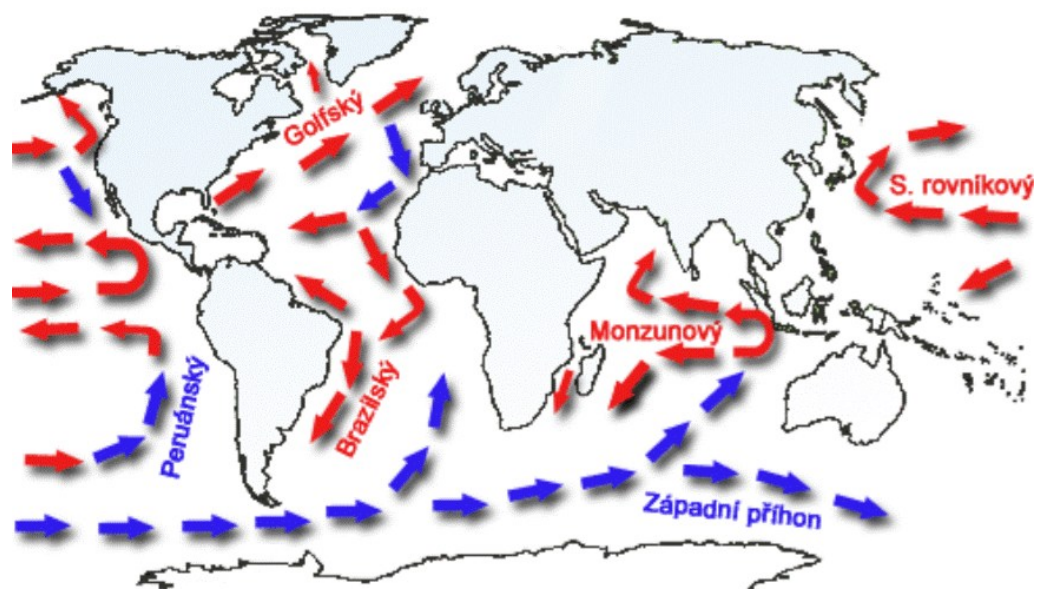 Golfský
S. rovníkový
Monzunový
Peruánský
Brazilský
Západní příhon